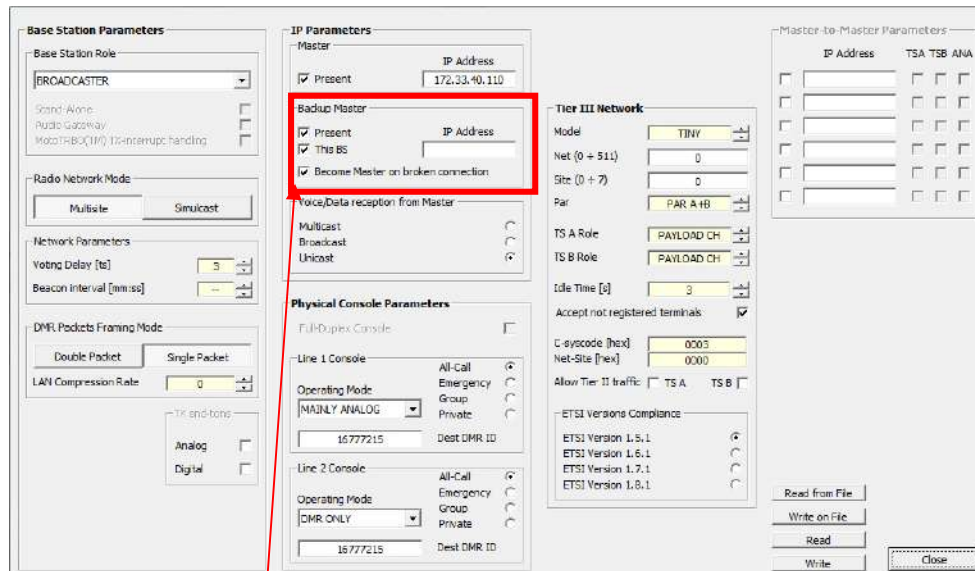 Base Station Parameters
Base Station Role
BROADCASTER
Stand-Alone
Audio Gateway
MotoTRBO(TM) TX-interrupt handling
Radio Network Mode
Multisite
Simulcast
Network Parameters
Voting Delay [ts]
3
Beacon interval [mm:ss]
--
DMR Packets Framing Mode
Double Packet
Single Packet
LAN Compression Rate
0
TX end-tone
Analog
Digital
IP Parameters
Master
IP Address
Present
172.33.40.110
Backup Master
Present
IP Address
This BS
Become Master on broken connection
Voice/Data reception from Master
Multicast
Broadcast
Unicast
Physical Console Parameters
Full-Duplex Console
Line 1 Console
All-Call
Operating Mode
Emergency
Group
MAINLY ANALOG
Private
16777215
Dest DMR ID
Line 2 Console
All-Call
Operating Mode
Emergency
Group
DMR ONLY
Private
16777215
Dest DMR ID
Tier III Network
Model
TINY
Net (0 ÷ 511)
0
Site (0 ÷ 7)
0
Par
PAR A+B
TS A Role
PAYLOAD CH
TS B Role
PAYLOAD CH
Idle Time [s]
3
Accept not registered terminals
C-syscode [hex]
0003
Net-Site [hex]
0000
Allow Tier II traffic
TS A
TS B
ETSI Versions Compliance
ETSI Version 1.5.1
ETSI Version 1.6.1
ETSI Version 1.7.1
ETSI Version 1.8.1
Master-to-Master Parameters
IP Address
TSA TSB ANA
Read from File
Write on File
Read
Write
Close